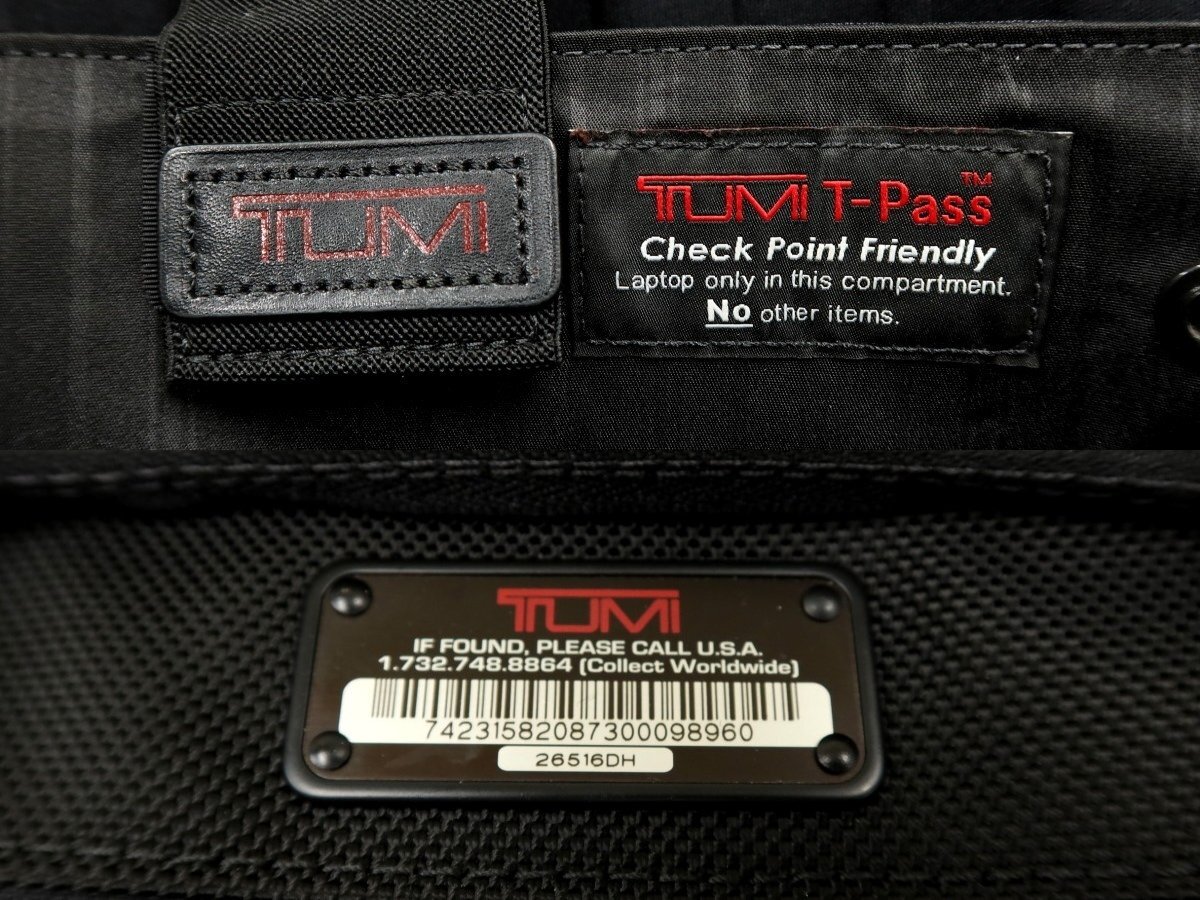 TUMI
TUMI T-Pass™
Check Point Friendly
Laptop only in this compartment.
No other items.
TUMI
IF FOUND, PLEASE CALL U.S.A.
1.732.748.8864 (Collect Worldwide)
74231582087300098960
26516DH